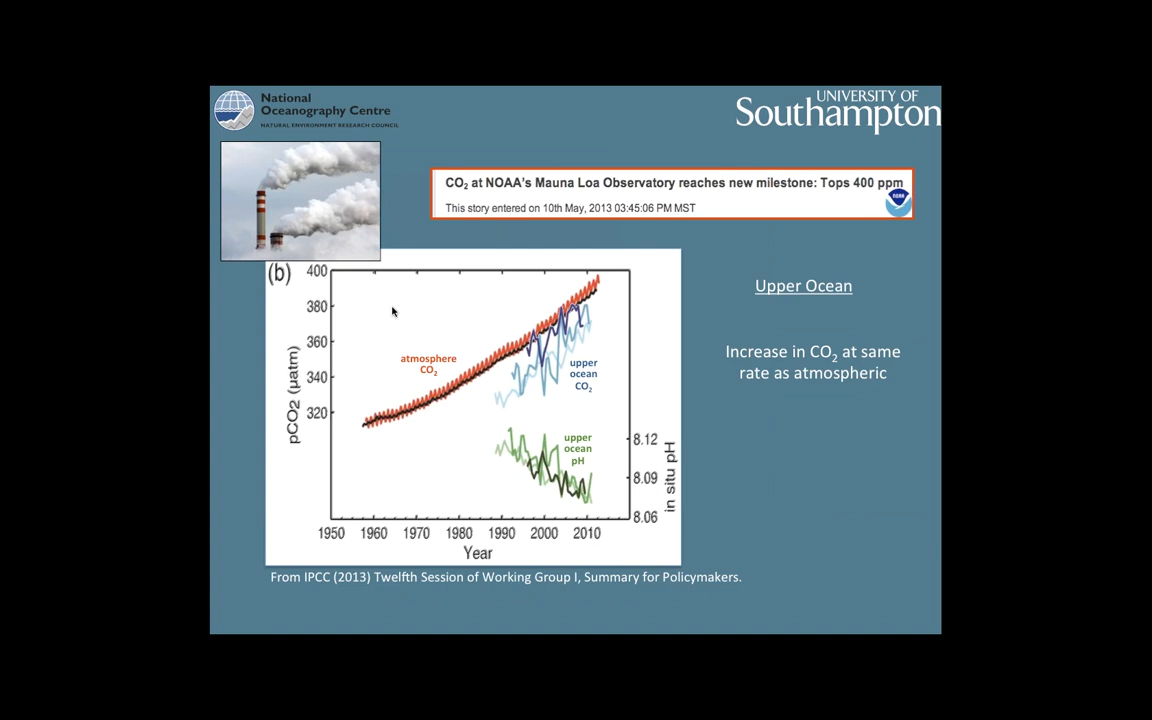 National
Oceanography Centre
NATURAL ENVIRONMENT RESEARCH COUNCIL
UNIVERSITY OF
Southampton
CO₂ at NOAA's Mauna Loa Observatory reaches new milestone: Tops 400 ppm
This story entered on 10th May, 2013 03:45:06 PM MST
NOAA
(b)
400
380
360
340
320
pCO2 (µatm)
atmosphere
CO₂
upper
ocean
CO₂
upper
ocean
pH
8.12
8.09
8.06
in situ pH
1950 1960 1970 1980 1990 2000 2010
Year
Upper Ocean
Increase in CO₂ at same
rate as atmospheric
From IPCC (2013) Twelfth Session of Working Group I, Summary for Policymakers.